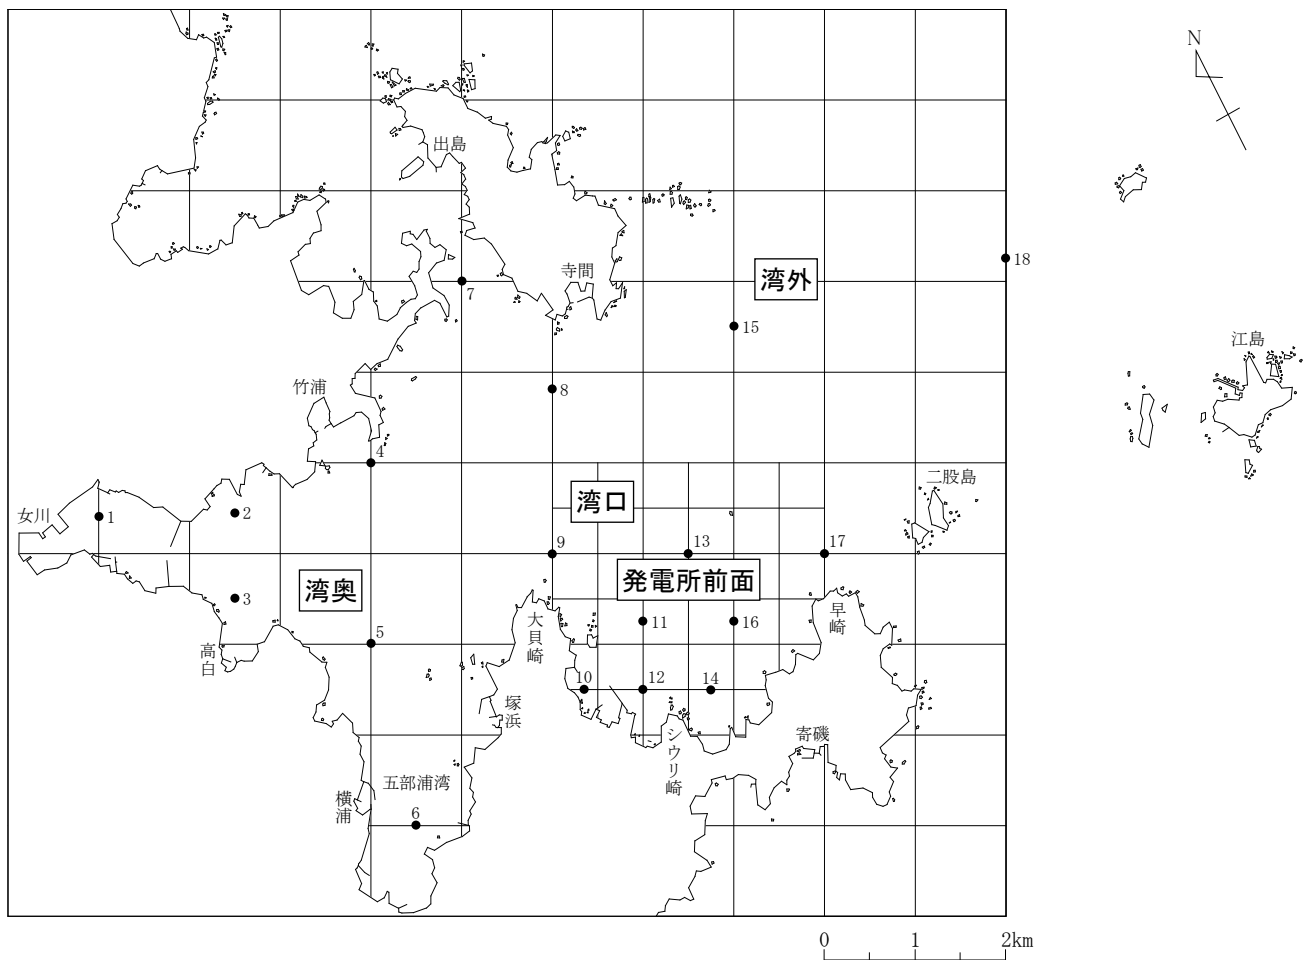 N
出島
湾外
18
寺間
7
15
江島
竹浦
8
4
二股島
湾口
女川
1
2
9
13
17
発電所前面
湾奥
3
大貝崎
11
16
早崎
5
高白
10
12
14
塚浜
シウリ崎
寄磯
五部浦湾
横浦
6
0 1 2km